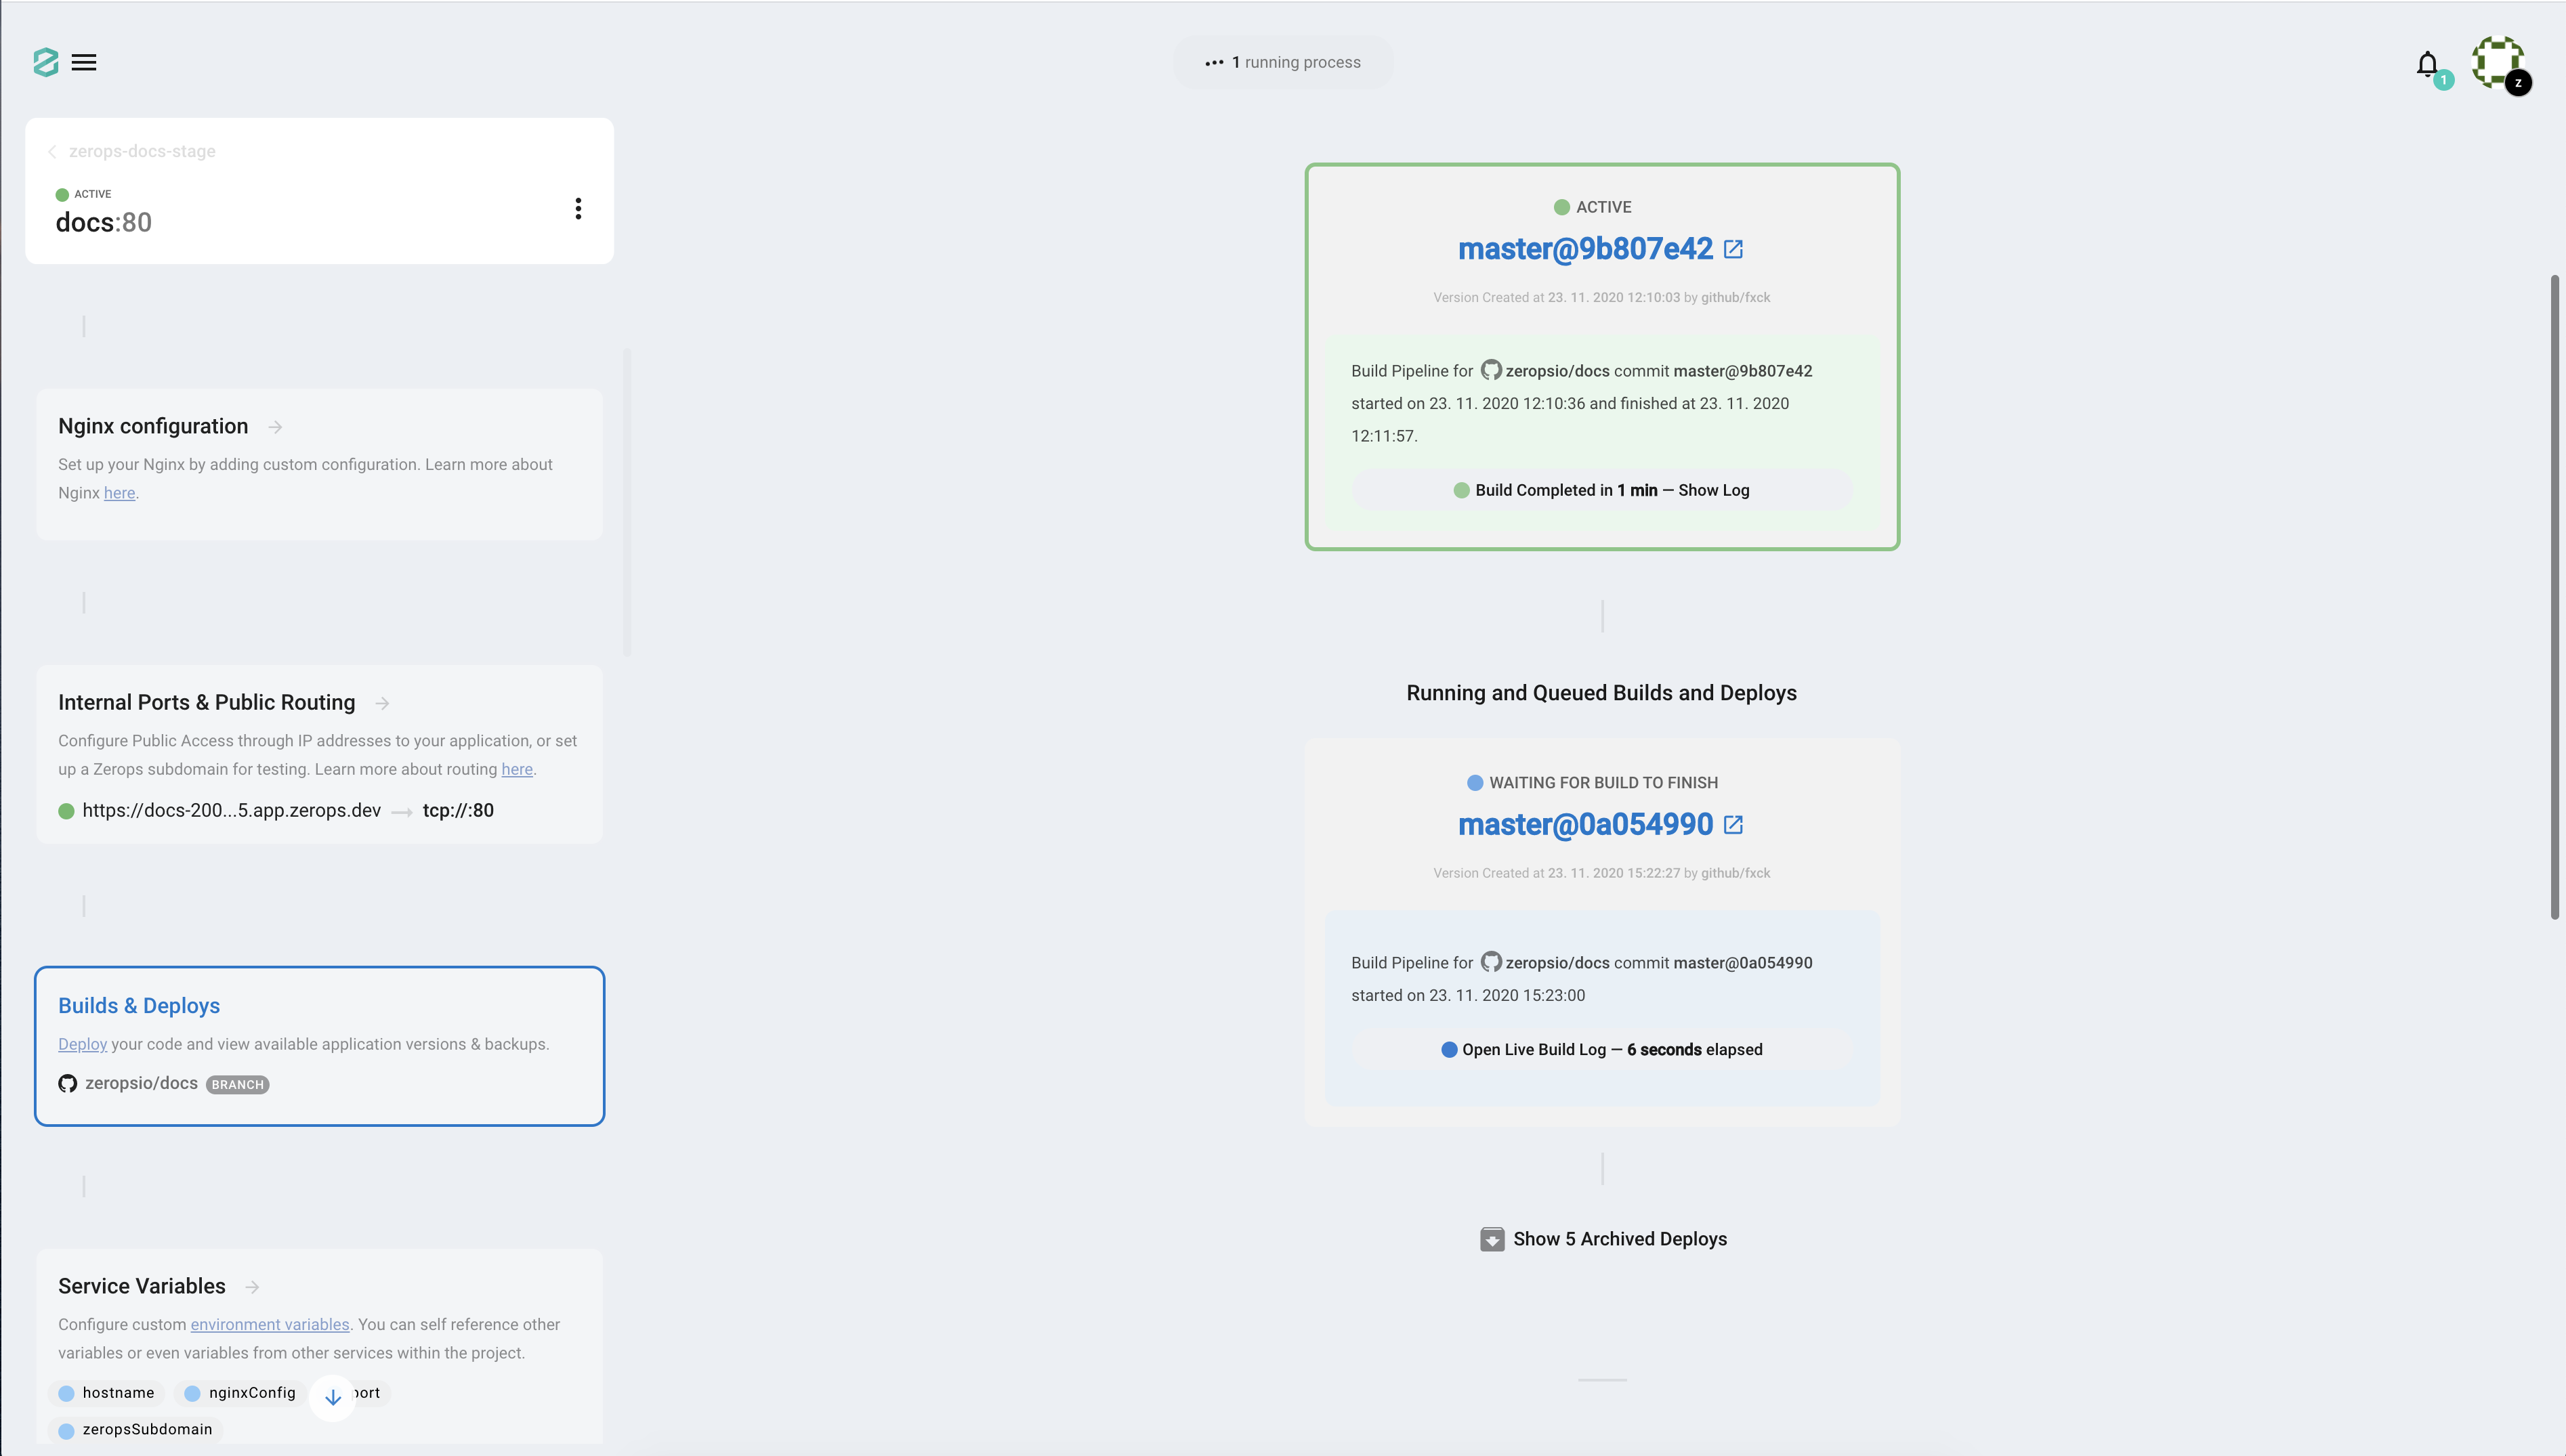 1 running process
1
z
zerops-docs-stage
ACTIVE
docs:80
Nginx configuration
Set up your Nginx by adding custom configuration. Learn more about
Nginx here.
Internal Ports & Public Routing
Configure Public Access through IP addresses to your application, or set
up a Zerops subdomain for testing. Learn more about routing here.
https://docs-200...5.app.zerops.dev → tcp://:80
Builds & Deploys
Deploy your code and view available application versions & backups.
zeropsio/docs BRANCH
Service Variables
Configure custom environment variables. You can self reference other
variables or even variables from other services within the project.
hostname nginxConfig
zeropsSubdomain
ACTIVE
master@9b807e42
Version Created at 23. 11. 2020 12:10:03 by github/fxck
Build Pipeline for zeropsio/docs commit master@9b807e42
started on 23. 11. 2020 12:10:36 and finished at 23. 11. 2020
12:11:57.
Build Completed in 1 min — Show Log
Running and Queued Builds and Deploys
WAITING FOR BUILD TO FINISH
master@0a054990
Version Created at 23. 11. 2020 15:22:27 by github/fxck
Build Pipeline for zeropsio/docs commit master@0a054990
started on 23. 11. 2020 15:23:00
Open Live Build Log — 6 seconds elapsed
Show 5 Archived Deploys